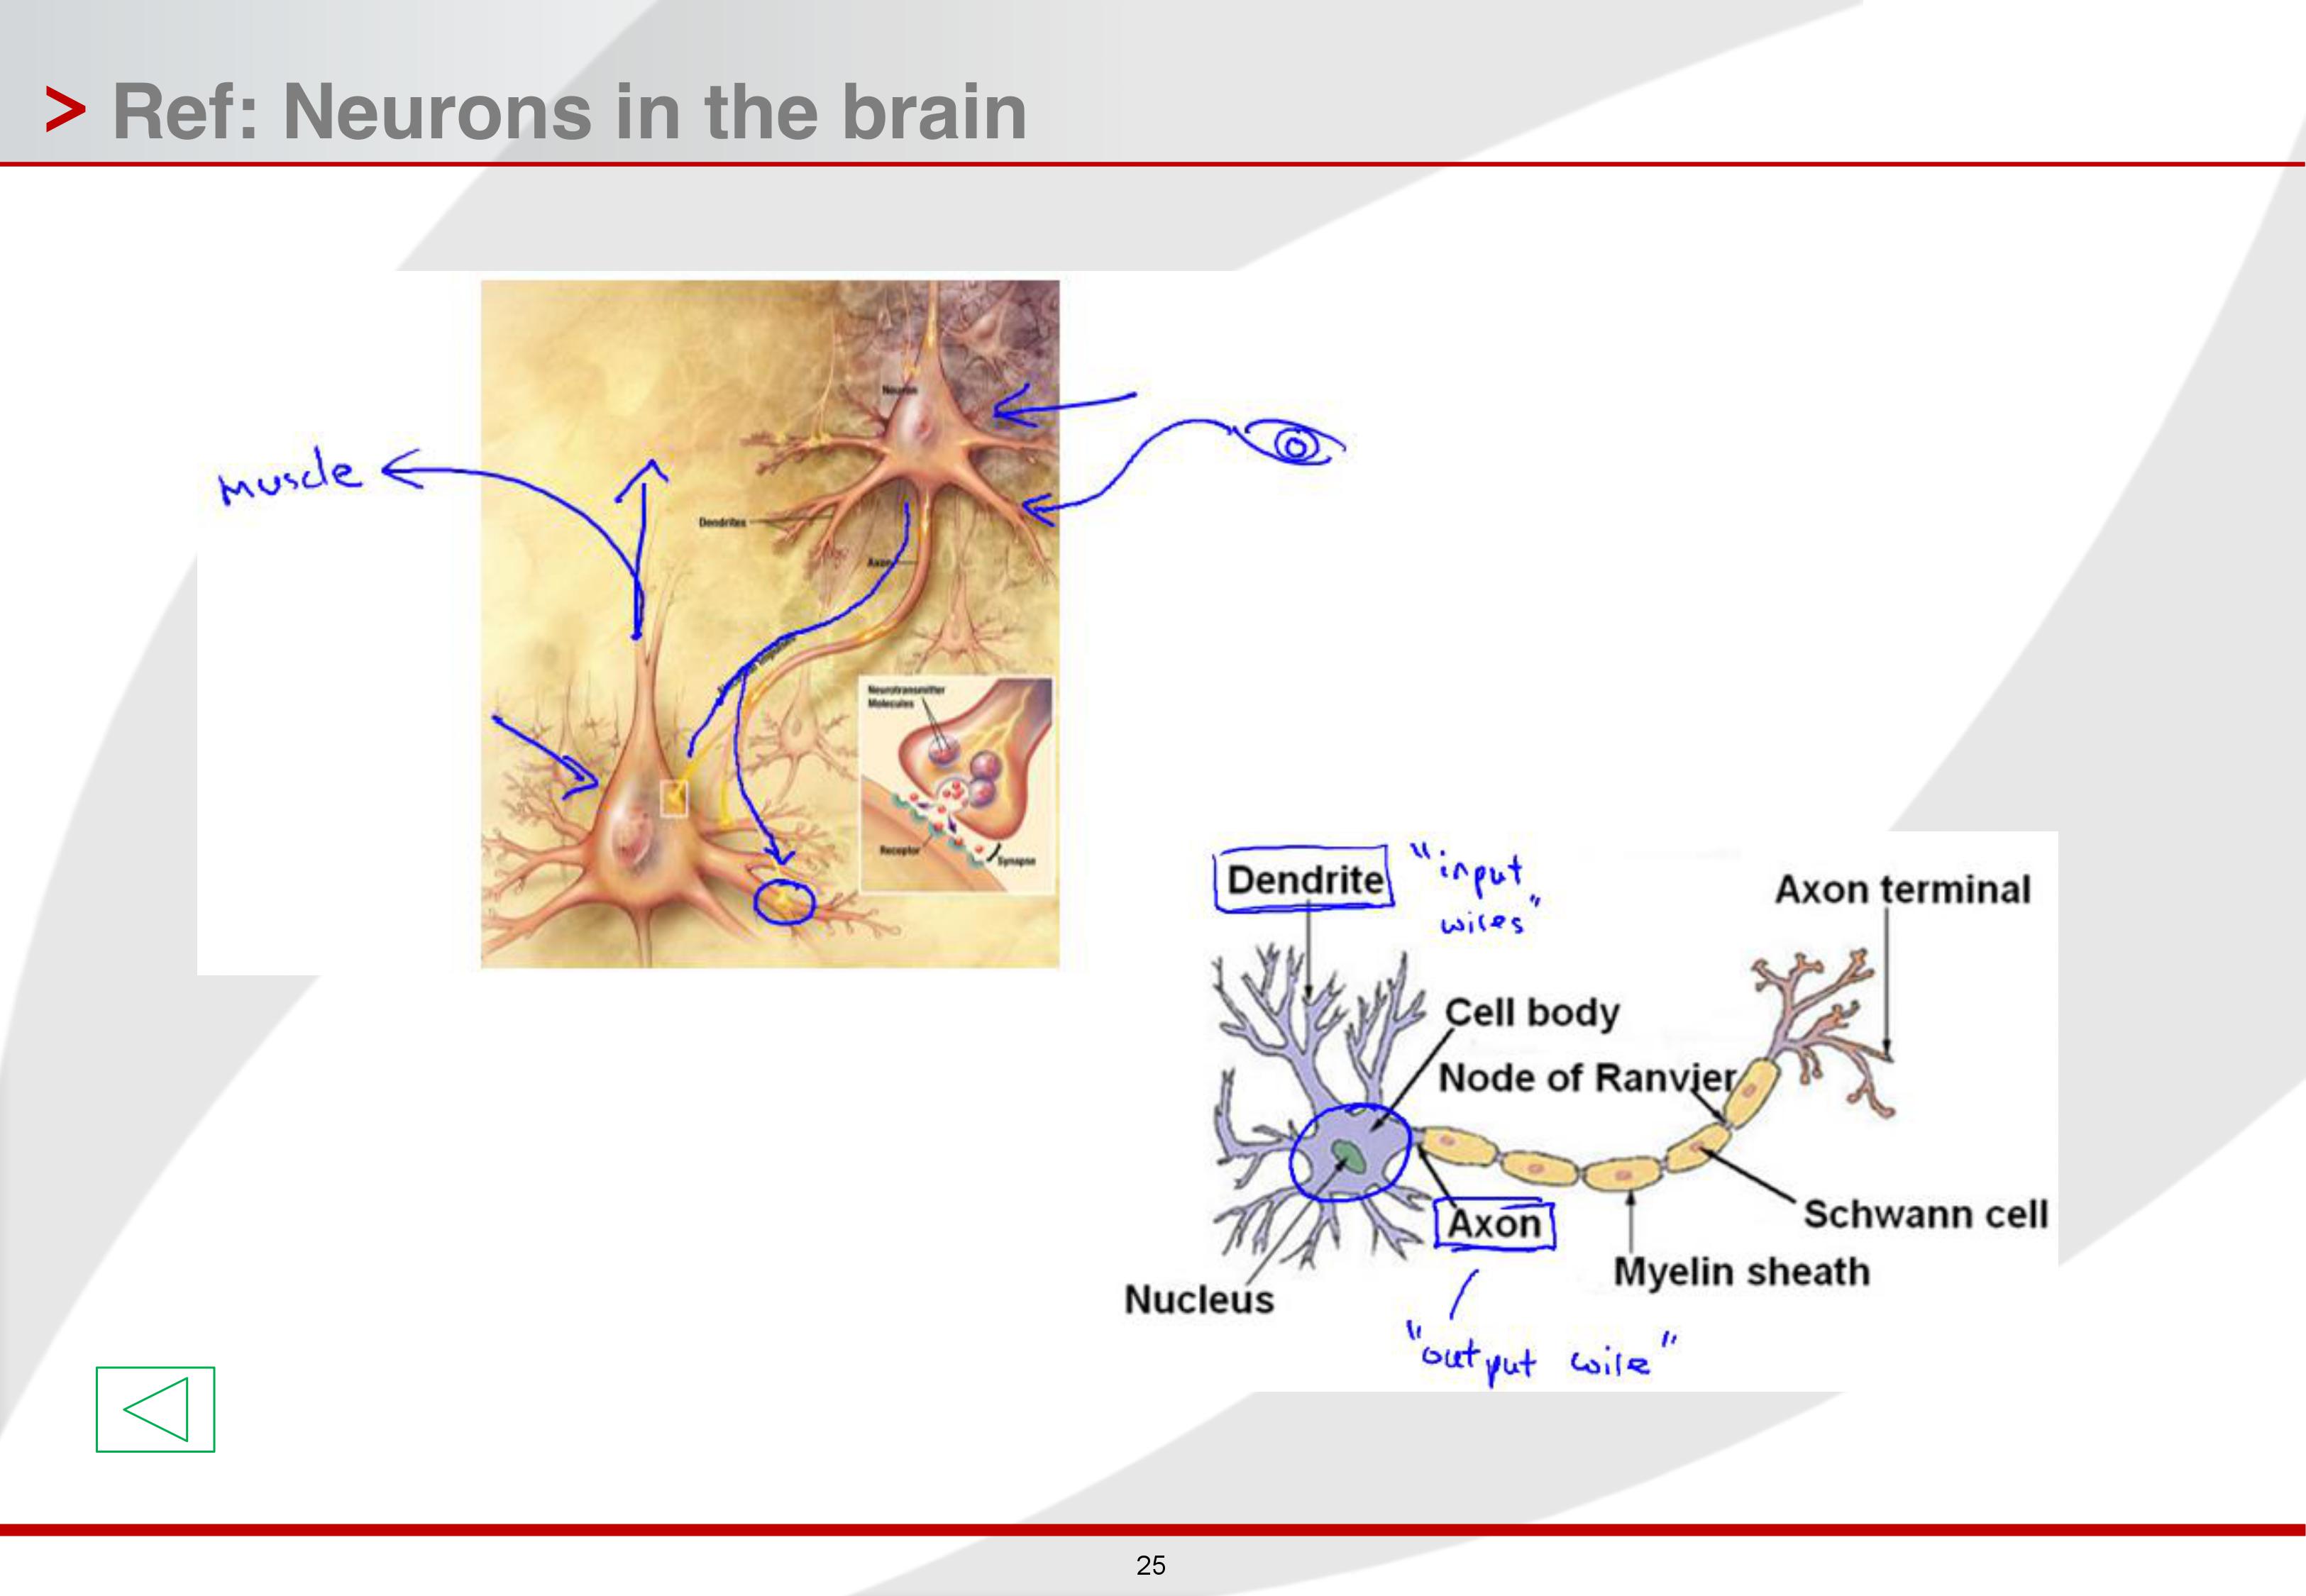 > Ref: Neurons in the brain
Neuron
muscle
Dendrites
Axon
Neurotransmitter
Molecules
Receptor
Synapse
Dendrite
"input
wires"
Axon terminal
Cell body
Node of Ranvier
Axon
Schwann cell
Myelin sheath
Nucleus
"output wire"
25